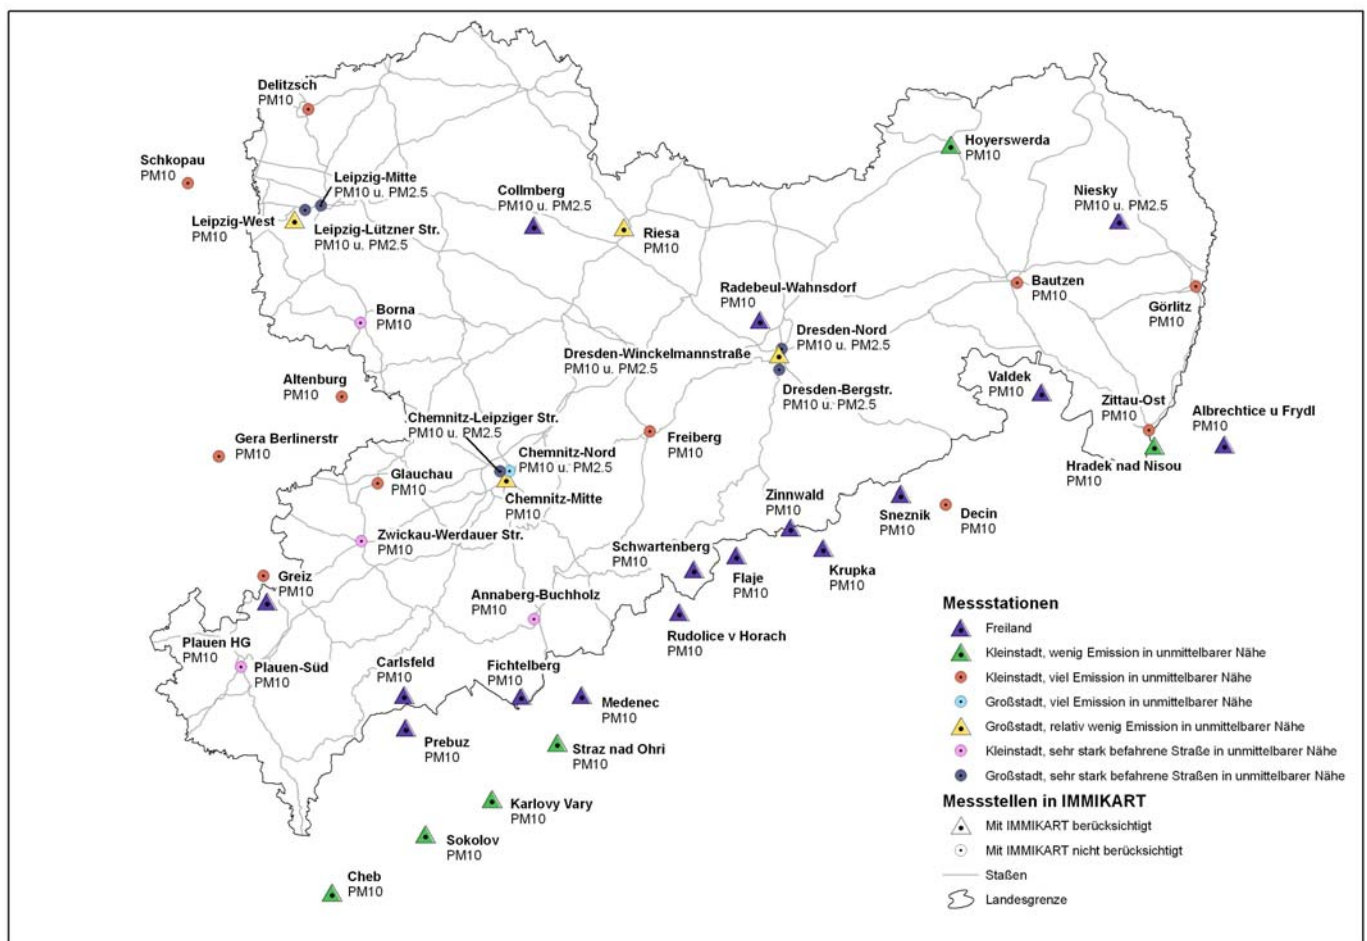 Delitzsch
PM10
Hoyerswerda
PM10
Schkopau
PM10
Leipzig-Mitte
PM10 u. PM2.5
Collmberg
PM10 u. PM2.5
Niesky
PM10 u. PM2.5
Leipzig-West
PM10
Leipzig-Lützner Str.
PM10 u. PM2.5
Riesa
PM10
Bautzen
PM10
Görlitz
PM10
Radebeul-Wahnsdorf
PM10
Borna
PM10
Dresden-Nord
PM10 u. PM2.5
Dresden-Winckelmannstraße
PM10 u. PM2.5
Dresden-Bergstr.
PM10 u. PM2.5
Altenburg
PM10
Valdek
PM10
Zittau-Ost
PM10
Albrechtice u Frydl
PM10
Chemnitz-Leipziger Str.
PM10 u. PM2.5
Gera Berlinerstr
PM10
Freiberg
PM10
Chemnitz-Nord
PM10 u. PM2.5
Hradek nad Nisou
PM10
Glauchau
PM10
Chemnitz-Mitte
PM10
Zinnwald
PM10
Sneznik
PM10
Decin
PM10
Zwickau-Werdauer Str.
PM10
Schwartenberg
PM10
Flaje
PM10
Krupka
PM10
Greiz
PM10
Annaberg-Buchholz
PM10
Rudolice v Horach
PM10
Plauen HG
PM10
Plauen-Süd
PM10
Carlsfeld
PM10
Fichtelberg
PM10
Medenec
PM10
Prebuz
PM10
Straz nad Ohri
PM10
Karlovy Vary
PM10
Sokolov
PM10
Cheb
PM10
Messstationen
Freiland
Kleinstadt, wenig Emission in unmittelbarer Nähe
Kleinstadt, viel Emission in unmittelbarer Nähe
Großstadt, viel Emission in unmittelbarer Nähe
Großstadt, relativ wenig Emission in unmittelbarer Nähe
Kleinstadt, sehr stark befahrene Straße in unmittelbarer Nähe
Großstadt, sehr stark befahrene Straßen in unmittelbarer Nähe
Messstellen in IMMIKART
Mit IMMIKART berücksichtigt
Mit IMMIKART nicht berücksichtigt
Staßen
Landesgrenze